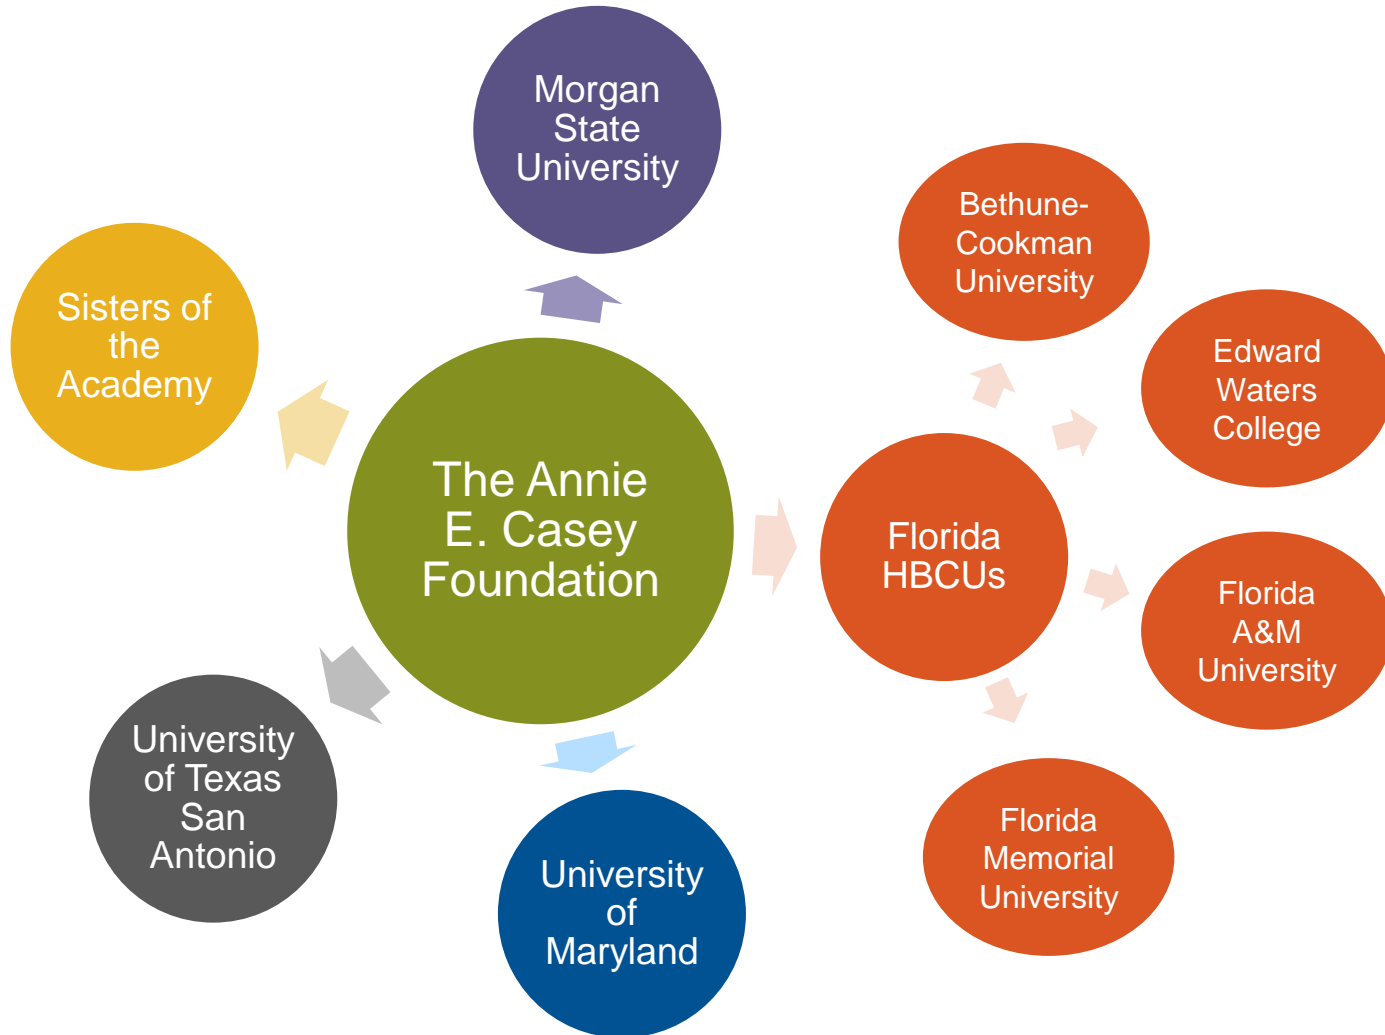 Morgan
State
University
Bethune-
Cookman
University
Sisters of
the
Academy
Edward
Waters
College
The Annie
E. Casey
Foundation
Florida
HBCUs
Florida
A&M
University
University
of Texas
San
Antonio
Florida
Memorial
University
University
of
Maryland